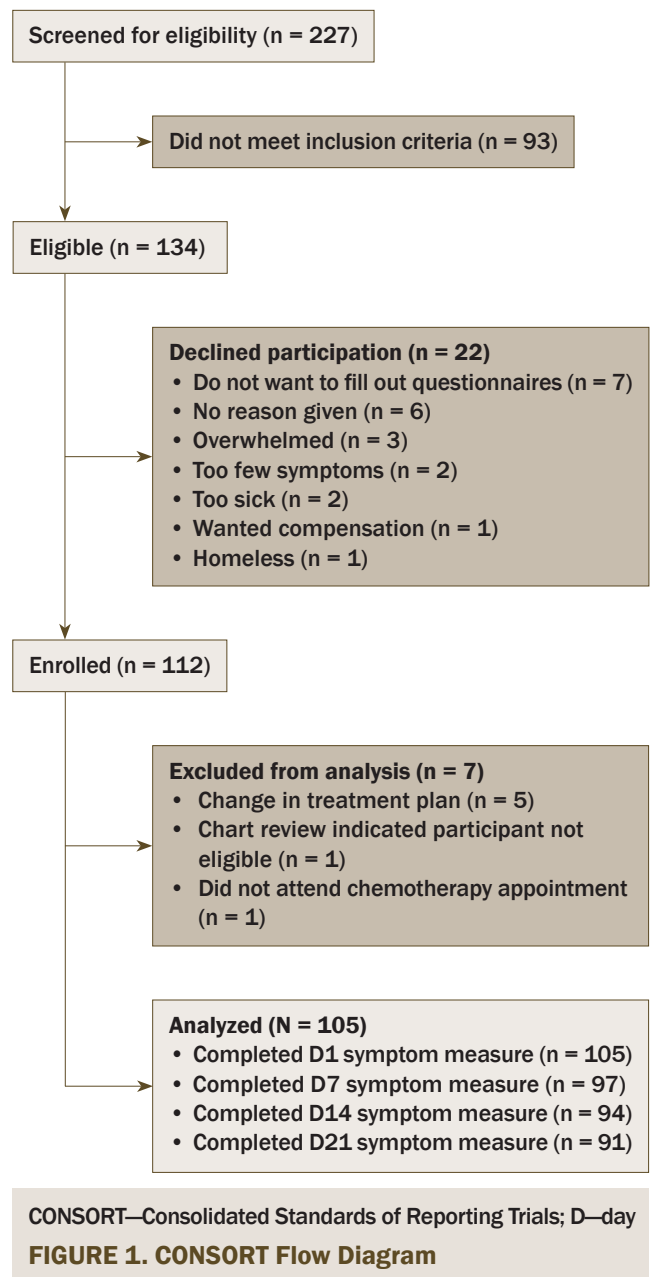 Screened for eligibility (n = 227)
Did not meet inclusion criteria (n = 93)
Eligible (n = 134)
Declined participation (n = 22)
• Do not want to fill out questionnaires (n = 7)
• No reason given (n = 6)
• Overwhelmed (n = 3)
• Too few symptoms (n = 2)
• Too sick (n = 2)
• Wanted compensation (n = 1)
• Homeless (n = 1)
Enrolled (n = 112)
Excluded from analysis (n = 7)
• Change in treatment plan (n = 5)
• Chart review indicated participant not
eligible (n = 1)
• Did not attend chemotherapy appointment
(n = 1)
Analyzed (N = 105)
• Completed D1 symptom measure (n = 105)
• Completed D7 symptom measure (n = 97)
• Completed D14 symptom measure (n = 94)
• Completed D21 symptom measure (n = 91)
CONSORT—Consolidated Standards of Reporting Trials; D—day
FIGURE 1. CONSORT Flow Diagram